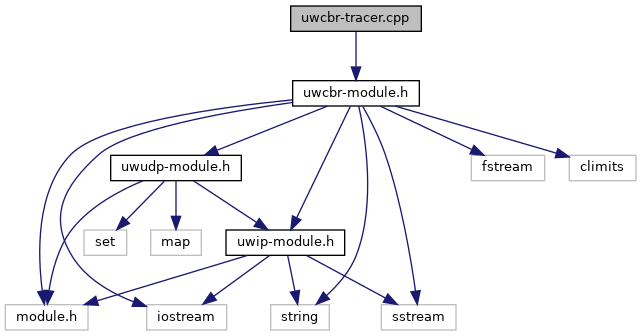 uwcbr-tracer.cpp
uwcbr-module.h
uwudp-module.h
fstream
climits
set
map
uwip-module.h
module.h
iostream
string
sstream